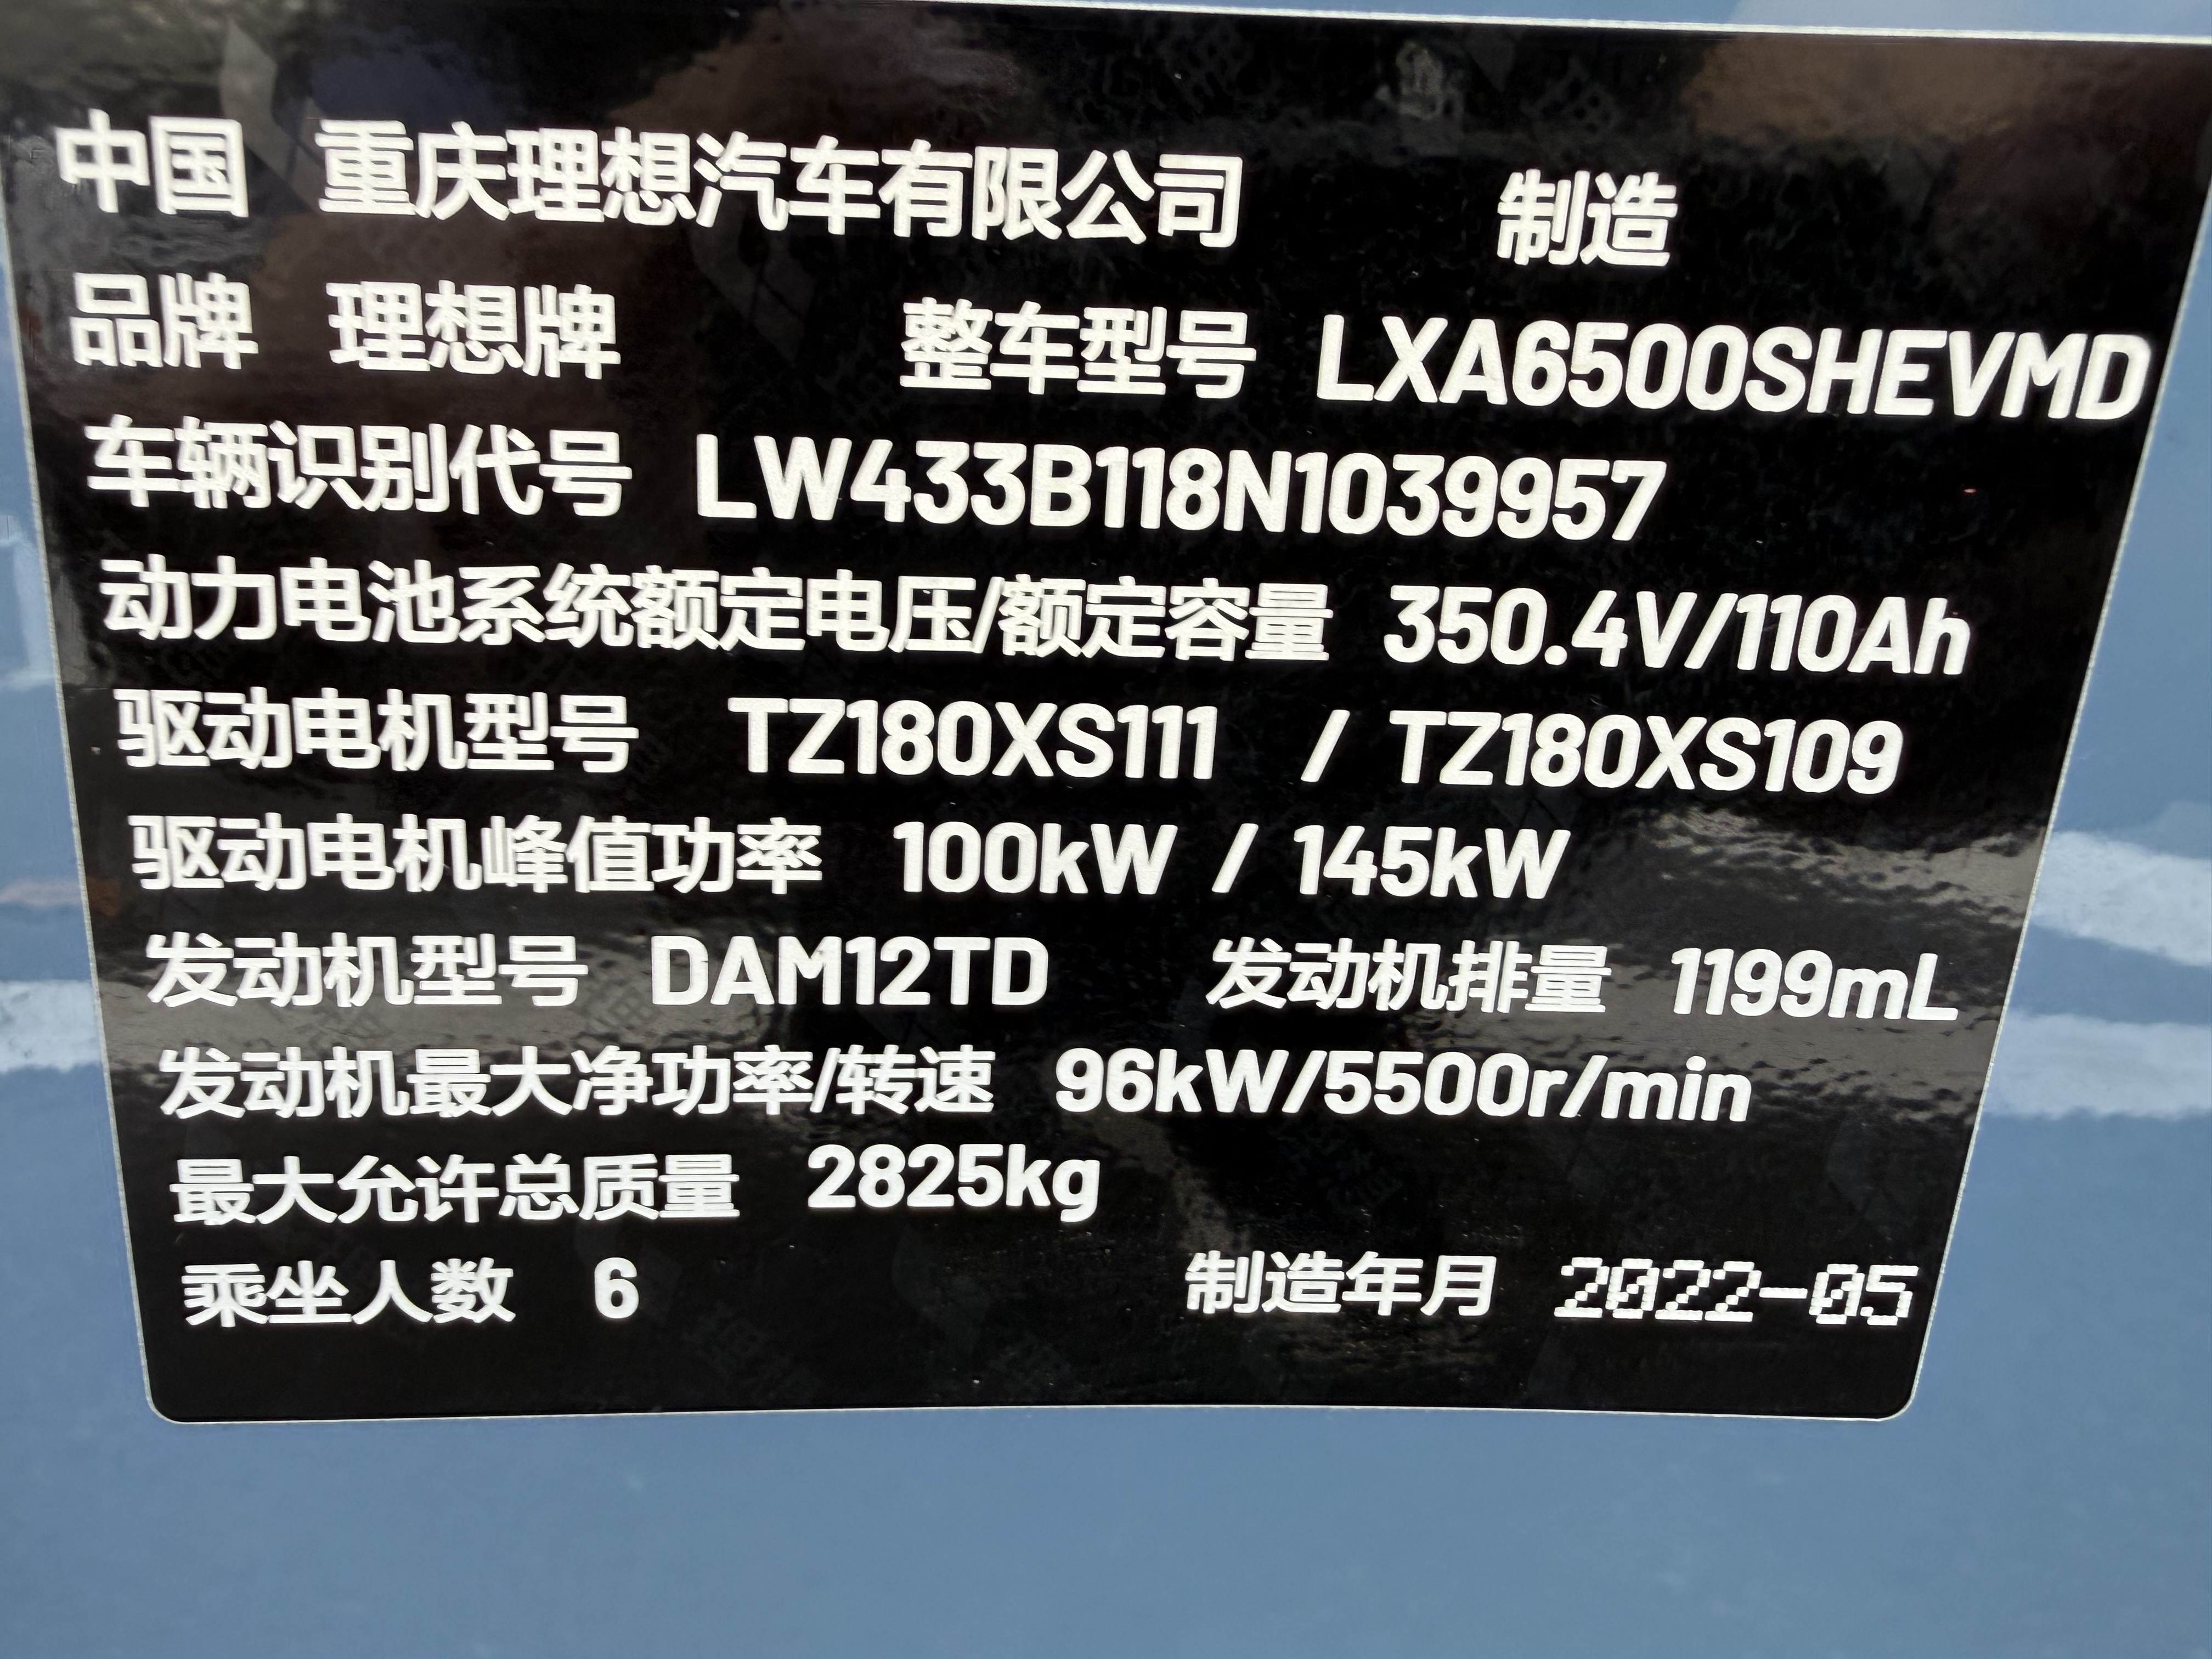 中国 重庆理想汽车有限公司 制造
品牌 理想牌 整车型号 LXA6500SHEVMD
车辆识别代号 LW433B118N1039957
动力电池系统额定电压/额定容量 350.4V/110Ah
驱动电机型号 TZ180XS111 / TZ180XS109
驱动电机峰值功率 100kW / 145kW
发动机型号 DAM12TD 发动机排量 1199mL
发动机最大净功率/转速 96kW/5500r/min
最大允许总质量 2825kg
乘坐人数 6 制造年月 2022-05